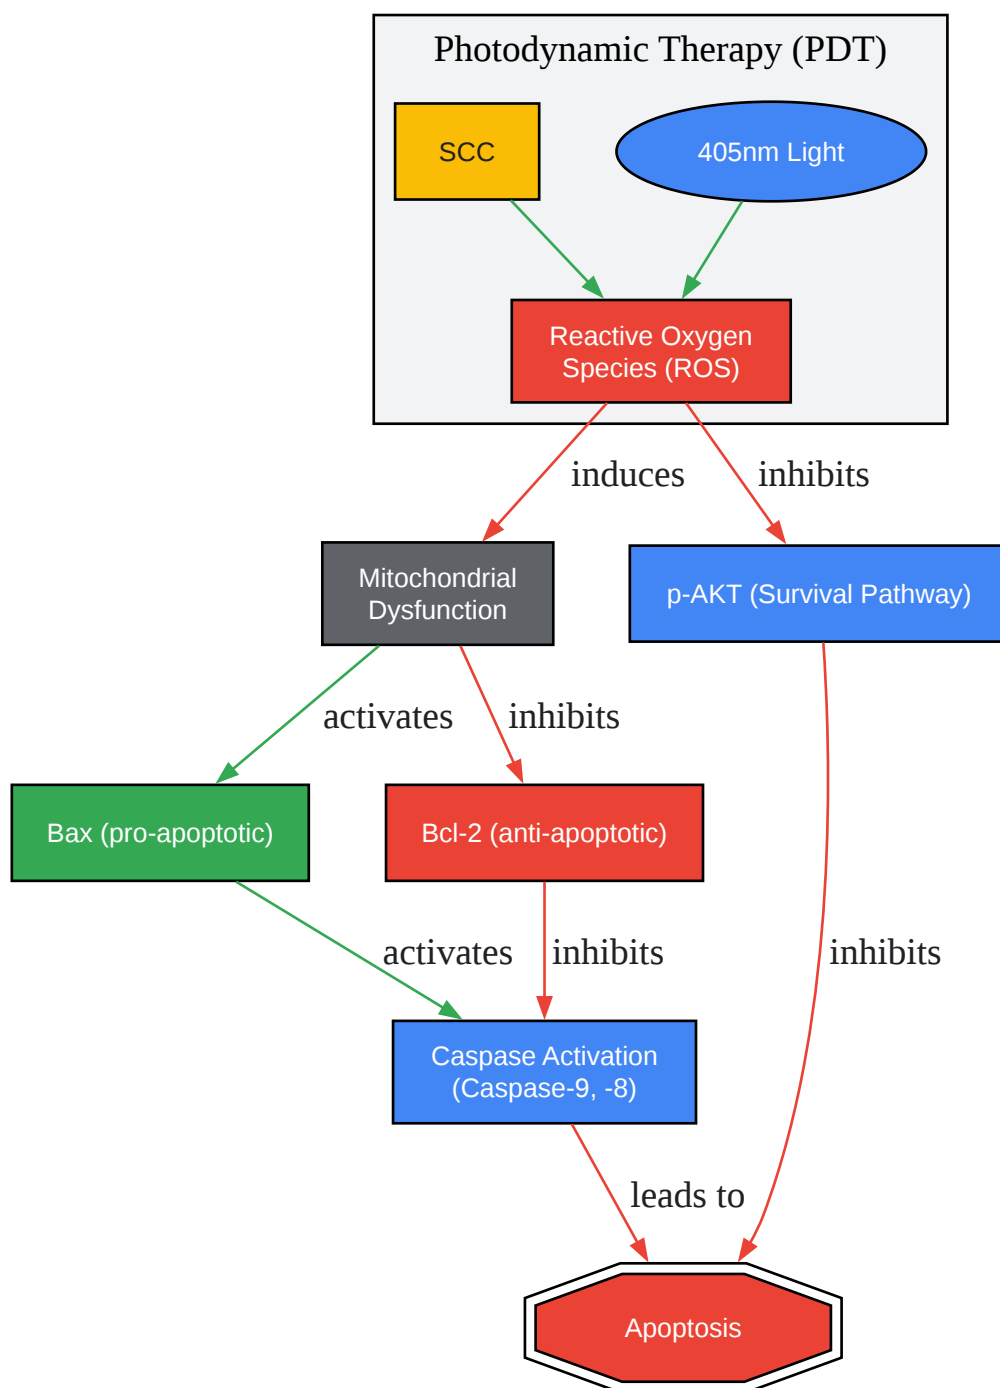 Photodynamic Therapy (PDT)
SCC
405nm Light
Reactive Oxygen
Species (ROS)
induces
inhibits
Mitochondrial
Dysfunction
p-AKT (Survival Pathway)
activates
inhibits
Bax (pro-apoptotic)
Bcl-2 (anti-apoptotic)
activates
inhibits
inhibits
Caspase Activation
(Caspase-9, -8)
leads to
Apoptosis